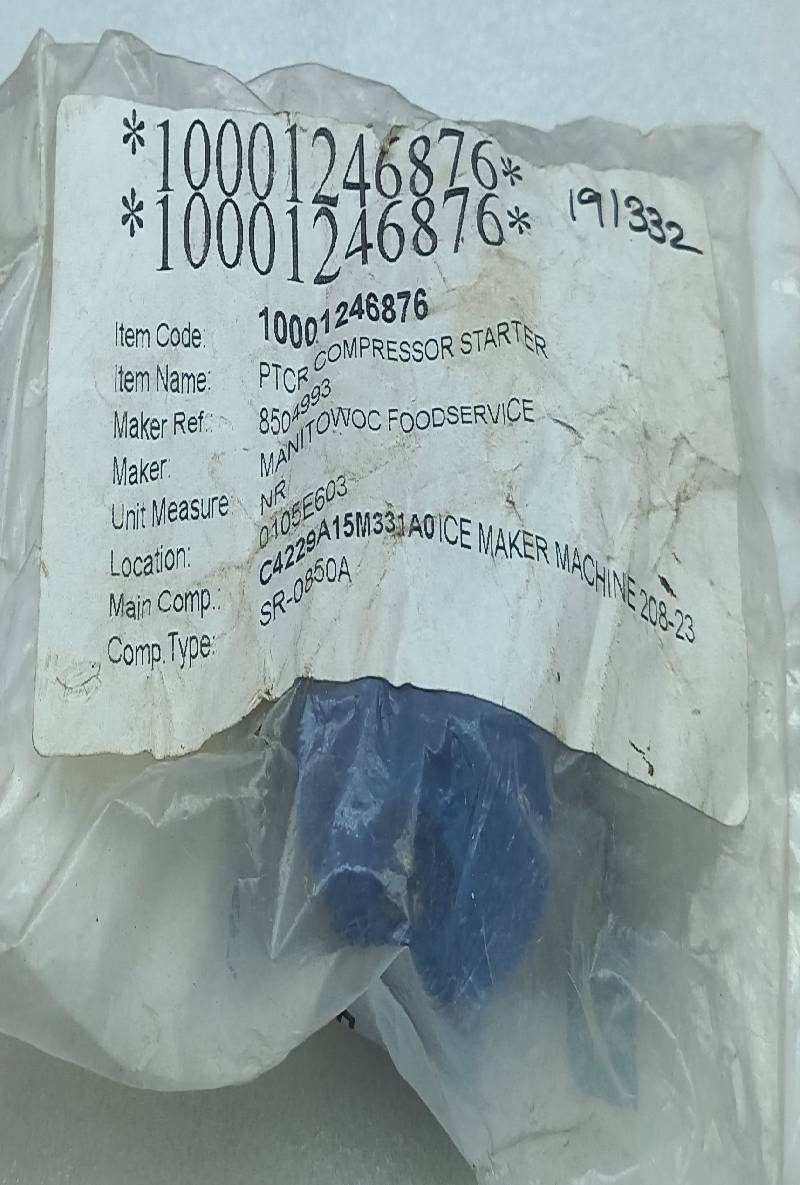 *10001246876*
*10001246876*
191332
Item Code: 10001246876
Item Name: PTCR COMPRESSOR STARTER
Maker Ref.: 8504993
Maker: MANITOWOC FOODSERVICE
Unit Measure NR
Location: 0105E603
Main Comp.: C4229A15M331A0 ICE MAKER MACHINE 208-23
Comp.Type: SR-0850A